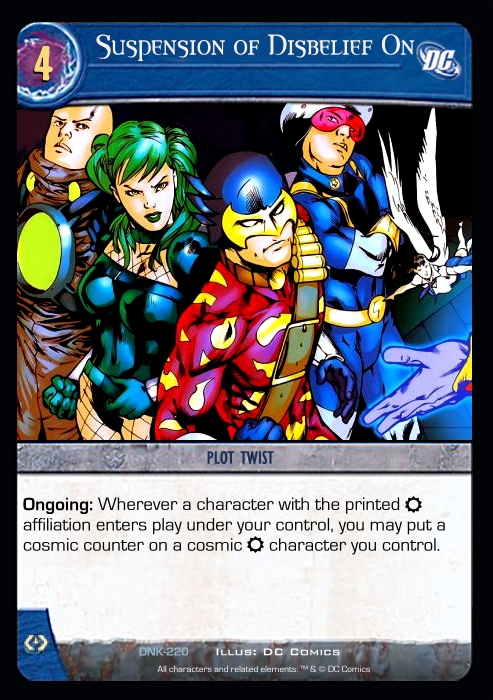 4
SUSPENSION OF DISBELIEF ON
DC
PLOT TWIST
Ongoing: Wherever a character with the printed
affiliation enters play under your control, you may put a
cosmic counter on a cosmic character you control.
DNK-220 ILLUS: DC COMICS
All characters and related elements: ™ & © DC Comics